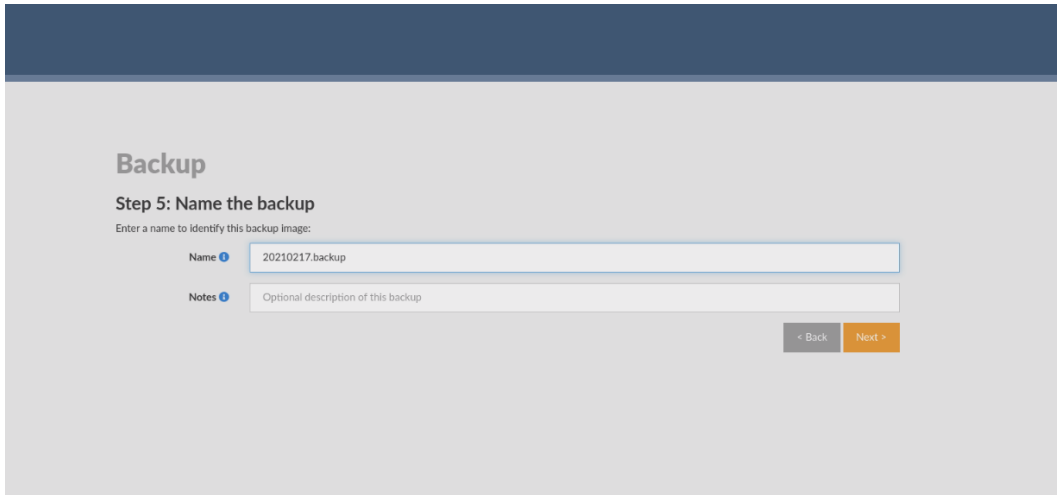 Backup
Step 5: Name the backup
Enter a name to identify this backup image:
Name
20210217.backup
Notes
Optional description of this backup
< Back
Next >